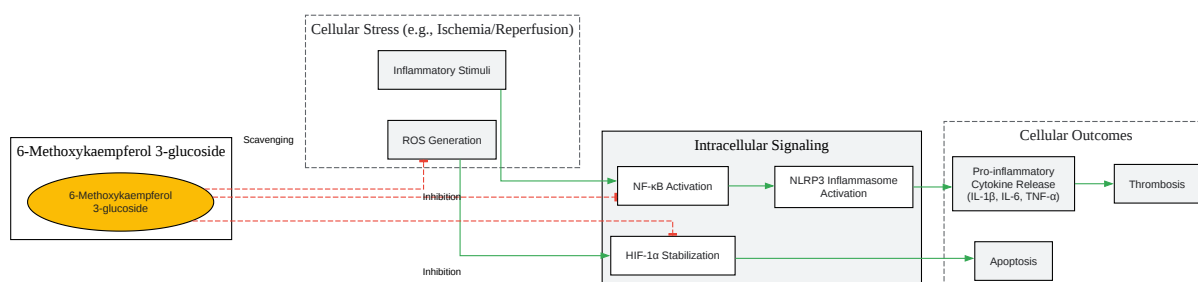 Cellular Stress (e.g., Ischemia/Reperfusion)
Inflammatory Stimuli
ROS Generation
Scavenging
6-Methoxykaempferol 3-glucoside
6-Methoxykaempferol
3-glucoside
Inhibition
Inhibition
Intracellular Signaling
NF-κB Activation
NLRP3 Inflammasome
Activation
HIF-1α Stabilization
Cellular Outcomes
Pro-inflammatory
Cytokine Release
(IL-1β, IL-6, TNF-α)
Thrombosis
Apoptosis